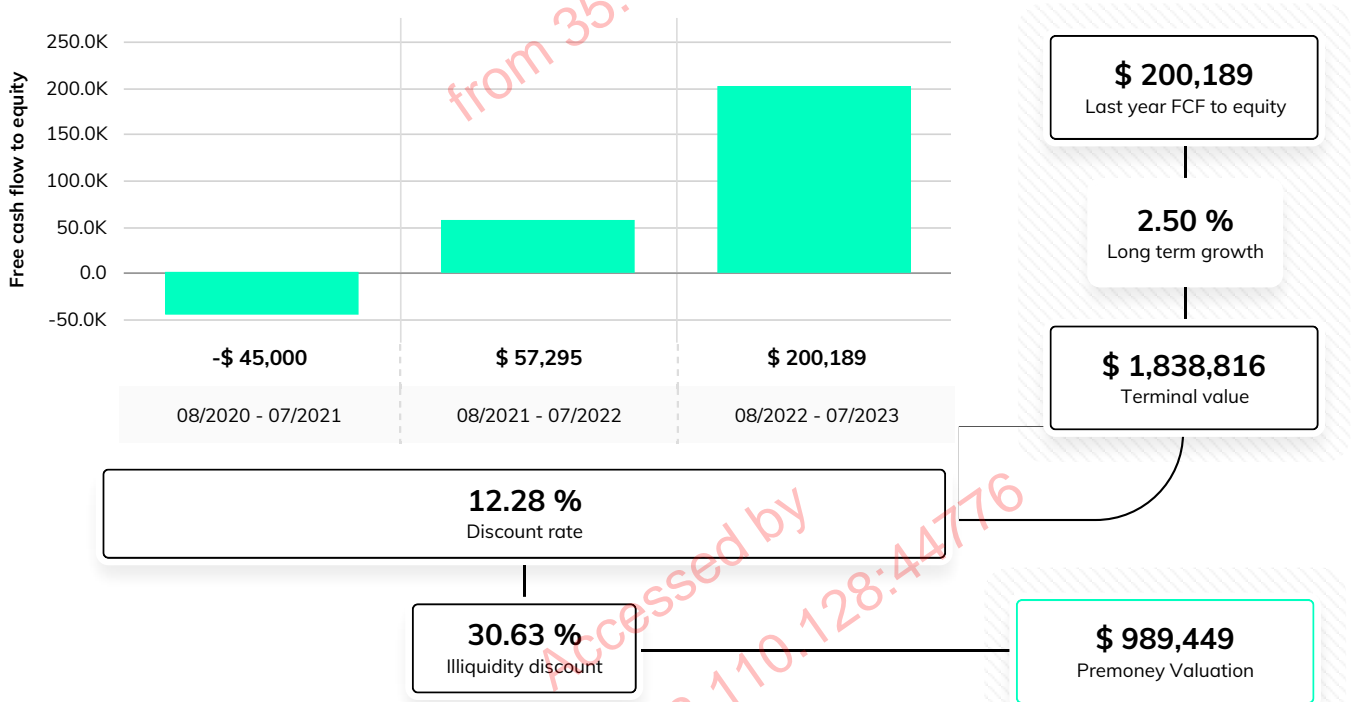 Free cash flow to equity
250.0K
200.0K
150.0K
100.0K
50.0K
0.0
-50.0K
-$ 45,000
$ 57,295
$ 200,189
08/2020 - 07/2021
08/2021 - 07/2022
08/2022 - 07/2023
12.28 %
Discount rate
30.63 %
Illiquidity discount
$ 200,189
Last year FCF to equity
2.50 %
Long term growth
$ 1,838,816
Terminal value
$ 989,449
Premoney Valuation
from 35.
Accessed by
.110.128:44776